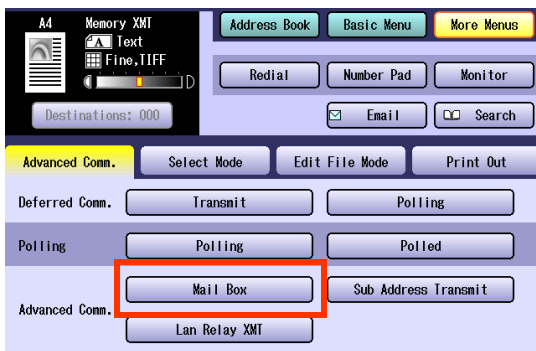 A4 Memory XMT
A Text
Fine,TIFF
D
Destinations: 000
Address Book Basic Menu More Menus
Redial Number Pad Monitor
Email Search
Advanced Comm. Select Mode Edit File Mode Print Out
Deferred Comm. Transmit Polling
Polling Polling Polled
Advanced Comm. Mail Box Sub Address Transmit
Lan Relay XMT